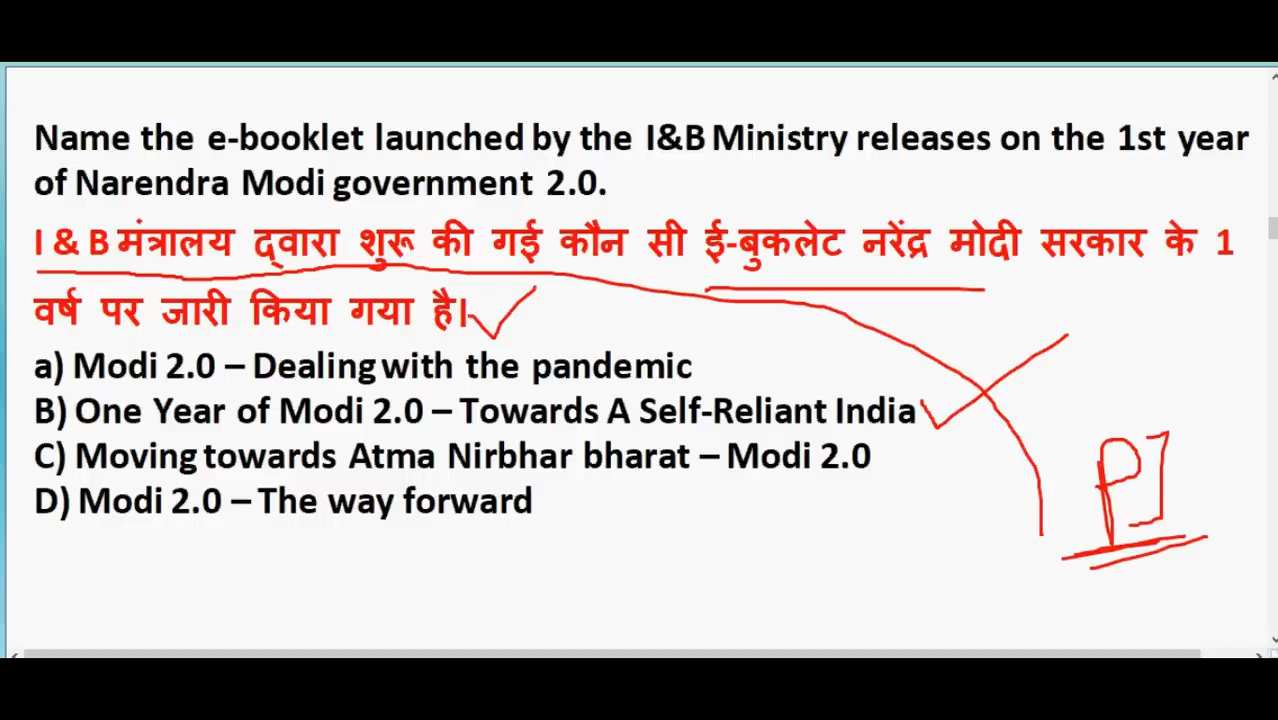 Name the e-booklet launched by the I&B Ministry releases on the 1st year
of Narendra Modi government 2.0.
I & B मंत्रालय द्वारा शुरू की गई कौन सी ई-बुकलेट नरेंद्र मोदी सरकार के 1
वर्ष पर जारी किया गया है।
a) Modi 2.0 – Dealing with the pandemic
B) One Year of Modi 2.0 – Towards A Self-Reliant India
C) Moving towards Atma Nirbhar bharat – Modi 2.0
D) Modi 2.0 – The way forward